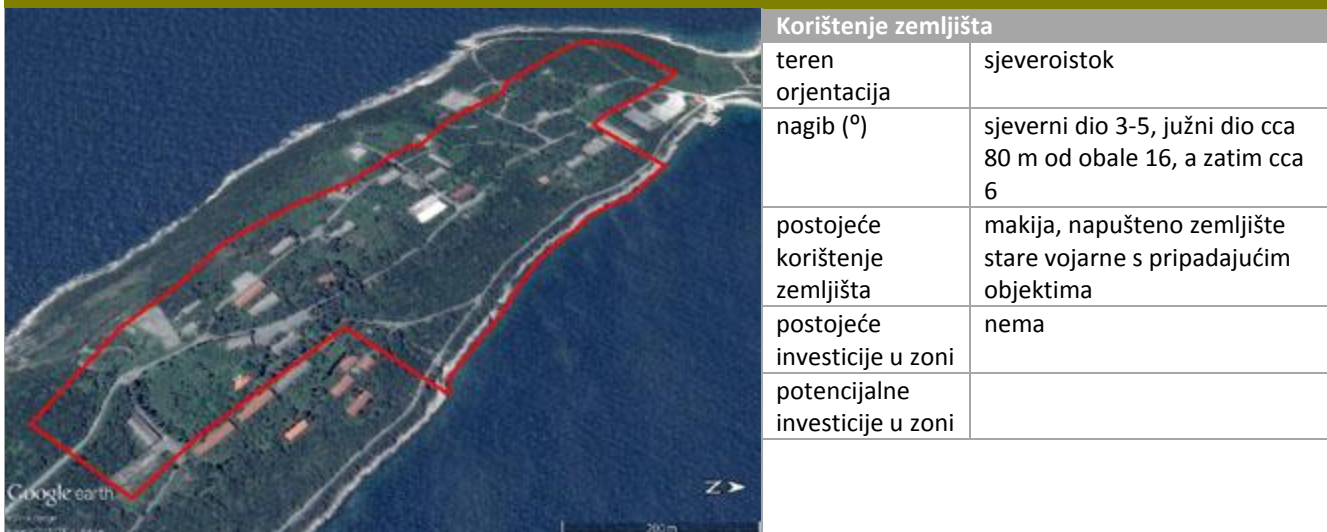 Korištenje zemljišta
teren
orjentacija
sjeveroistok
nagib (⁰)
sjeverni dio 3-5, južni dio cca
80 m od obale 16, a zatim cca
6
postojeće
korištenje
zemljišta
makija, napušteno zemljište
stare vojarne s pripadajućim
objektima
postojeće
investicije u zoni
nema
potencijalne
investicije u zoni
Google earth
Z
200 m